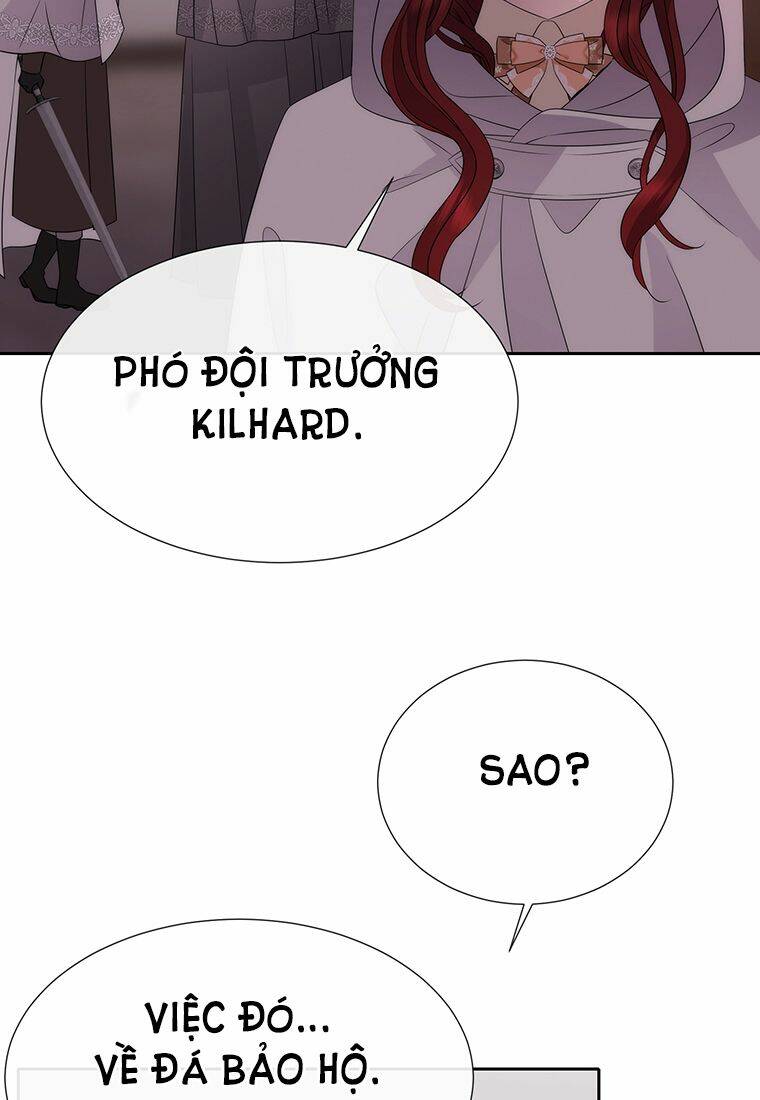 PHÓ ĐỘI TRƯỞNG
KILHARD.
SAO?
VIỆC ĐÓ...
VỀ ĐÁ BẢO HỘ.